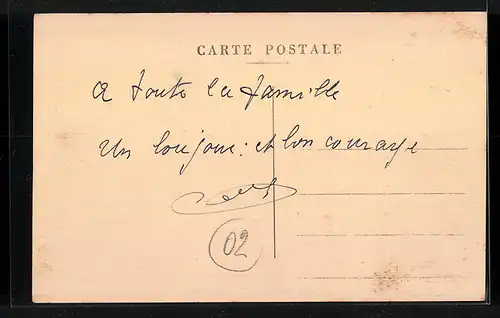 CARTE POSTALE
A toute la famille
Un bonjour : et bon courage
02